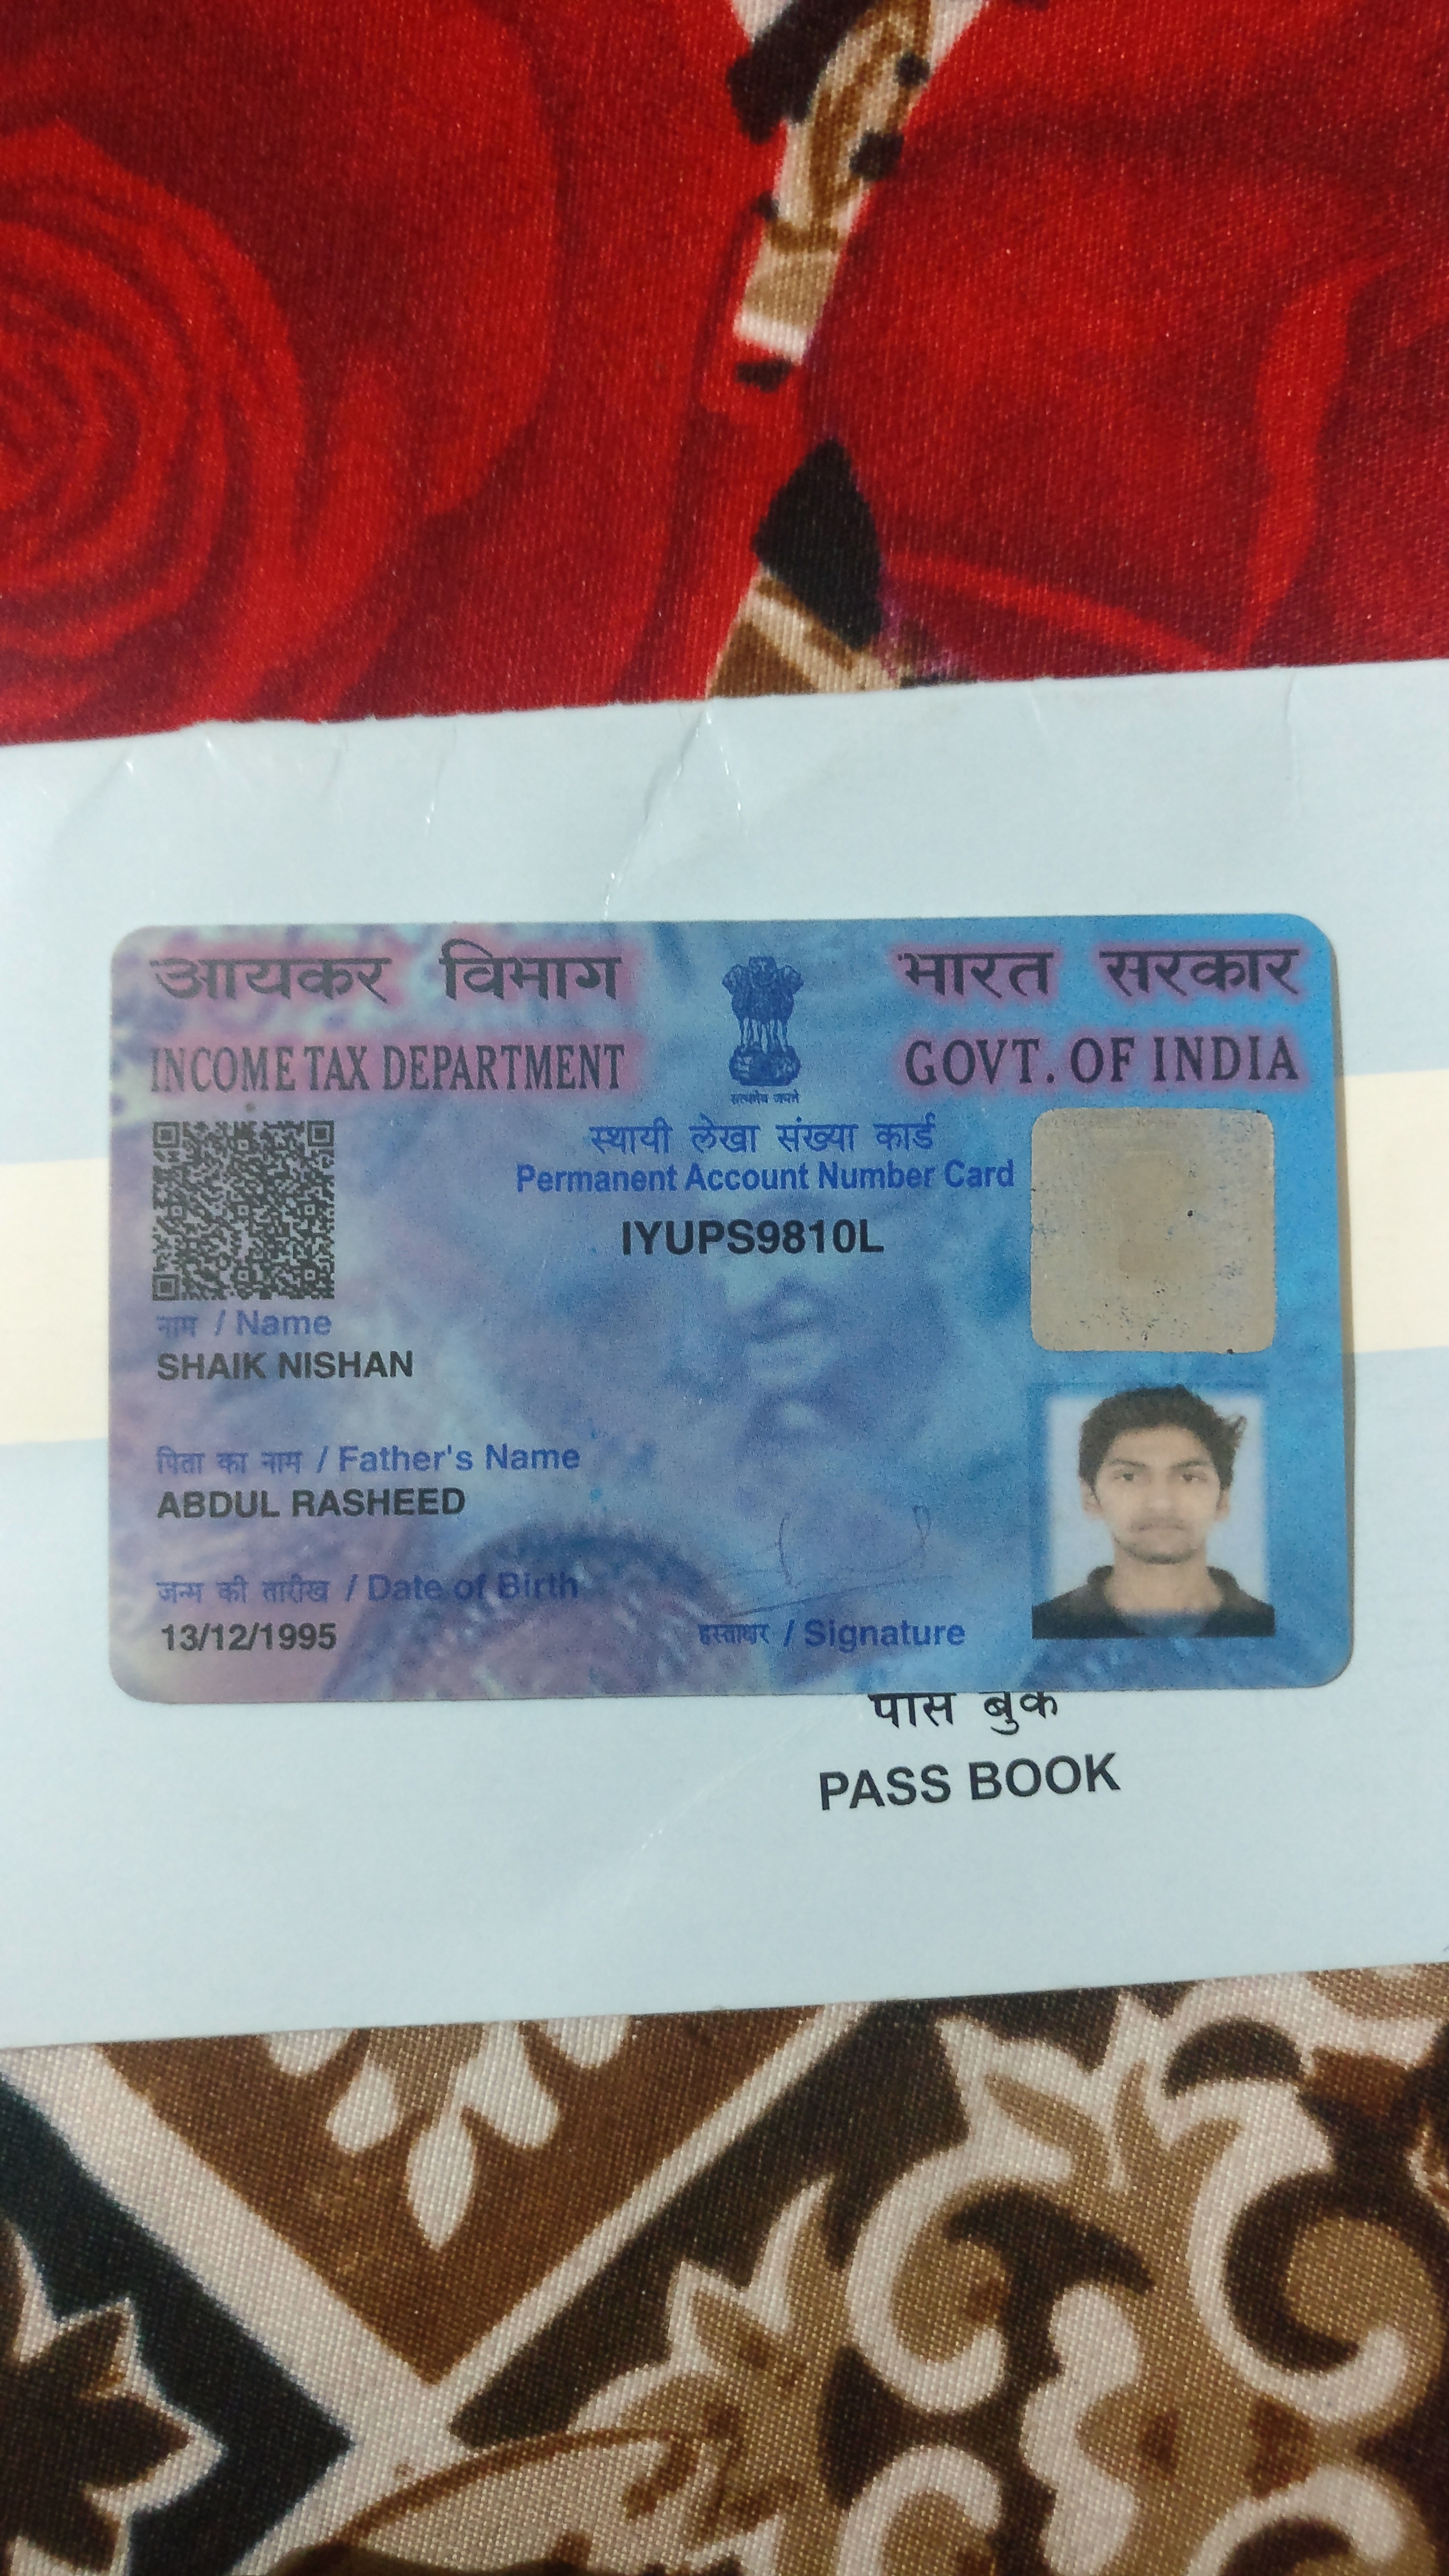 आयकर विभाग
INCOME TAX DEPARTMENT
भारत सरकार
GOVT. OF INDIA
सत्यमेव जयते
स्थायी लेखा संख्या कार्ड
Permanent Account Number Card
IYUPS9810L
नाम / Name
SHAIK NISHAN
पिता का नाम / Father's Name
ABDUL RASHEED
जन्म की तारीख / Date of Birth
13/12/1995
हस्ताक्षर / Signature
पास बुक
PASS BOOK